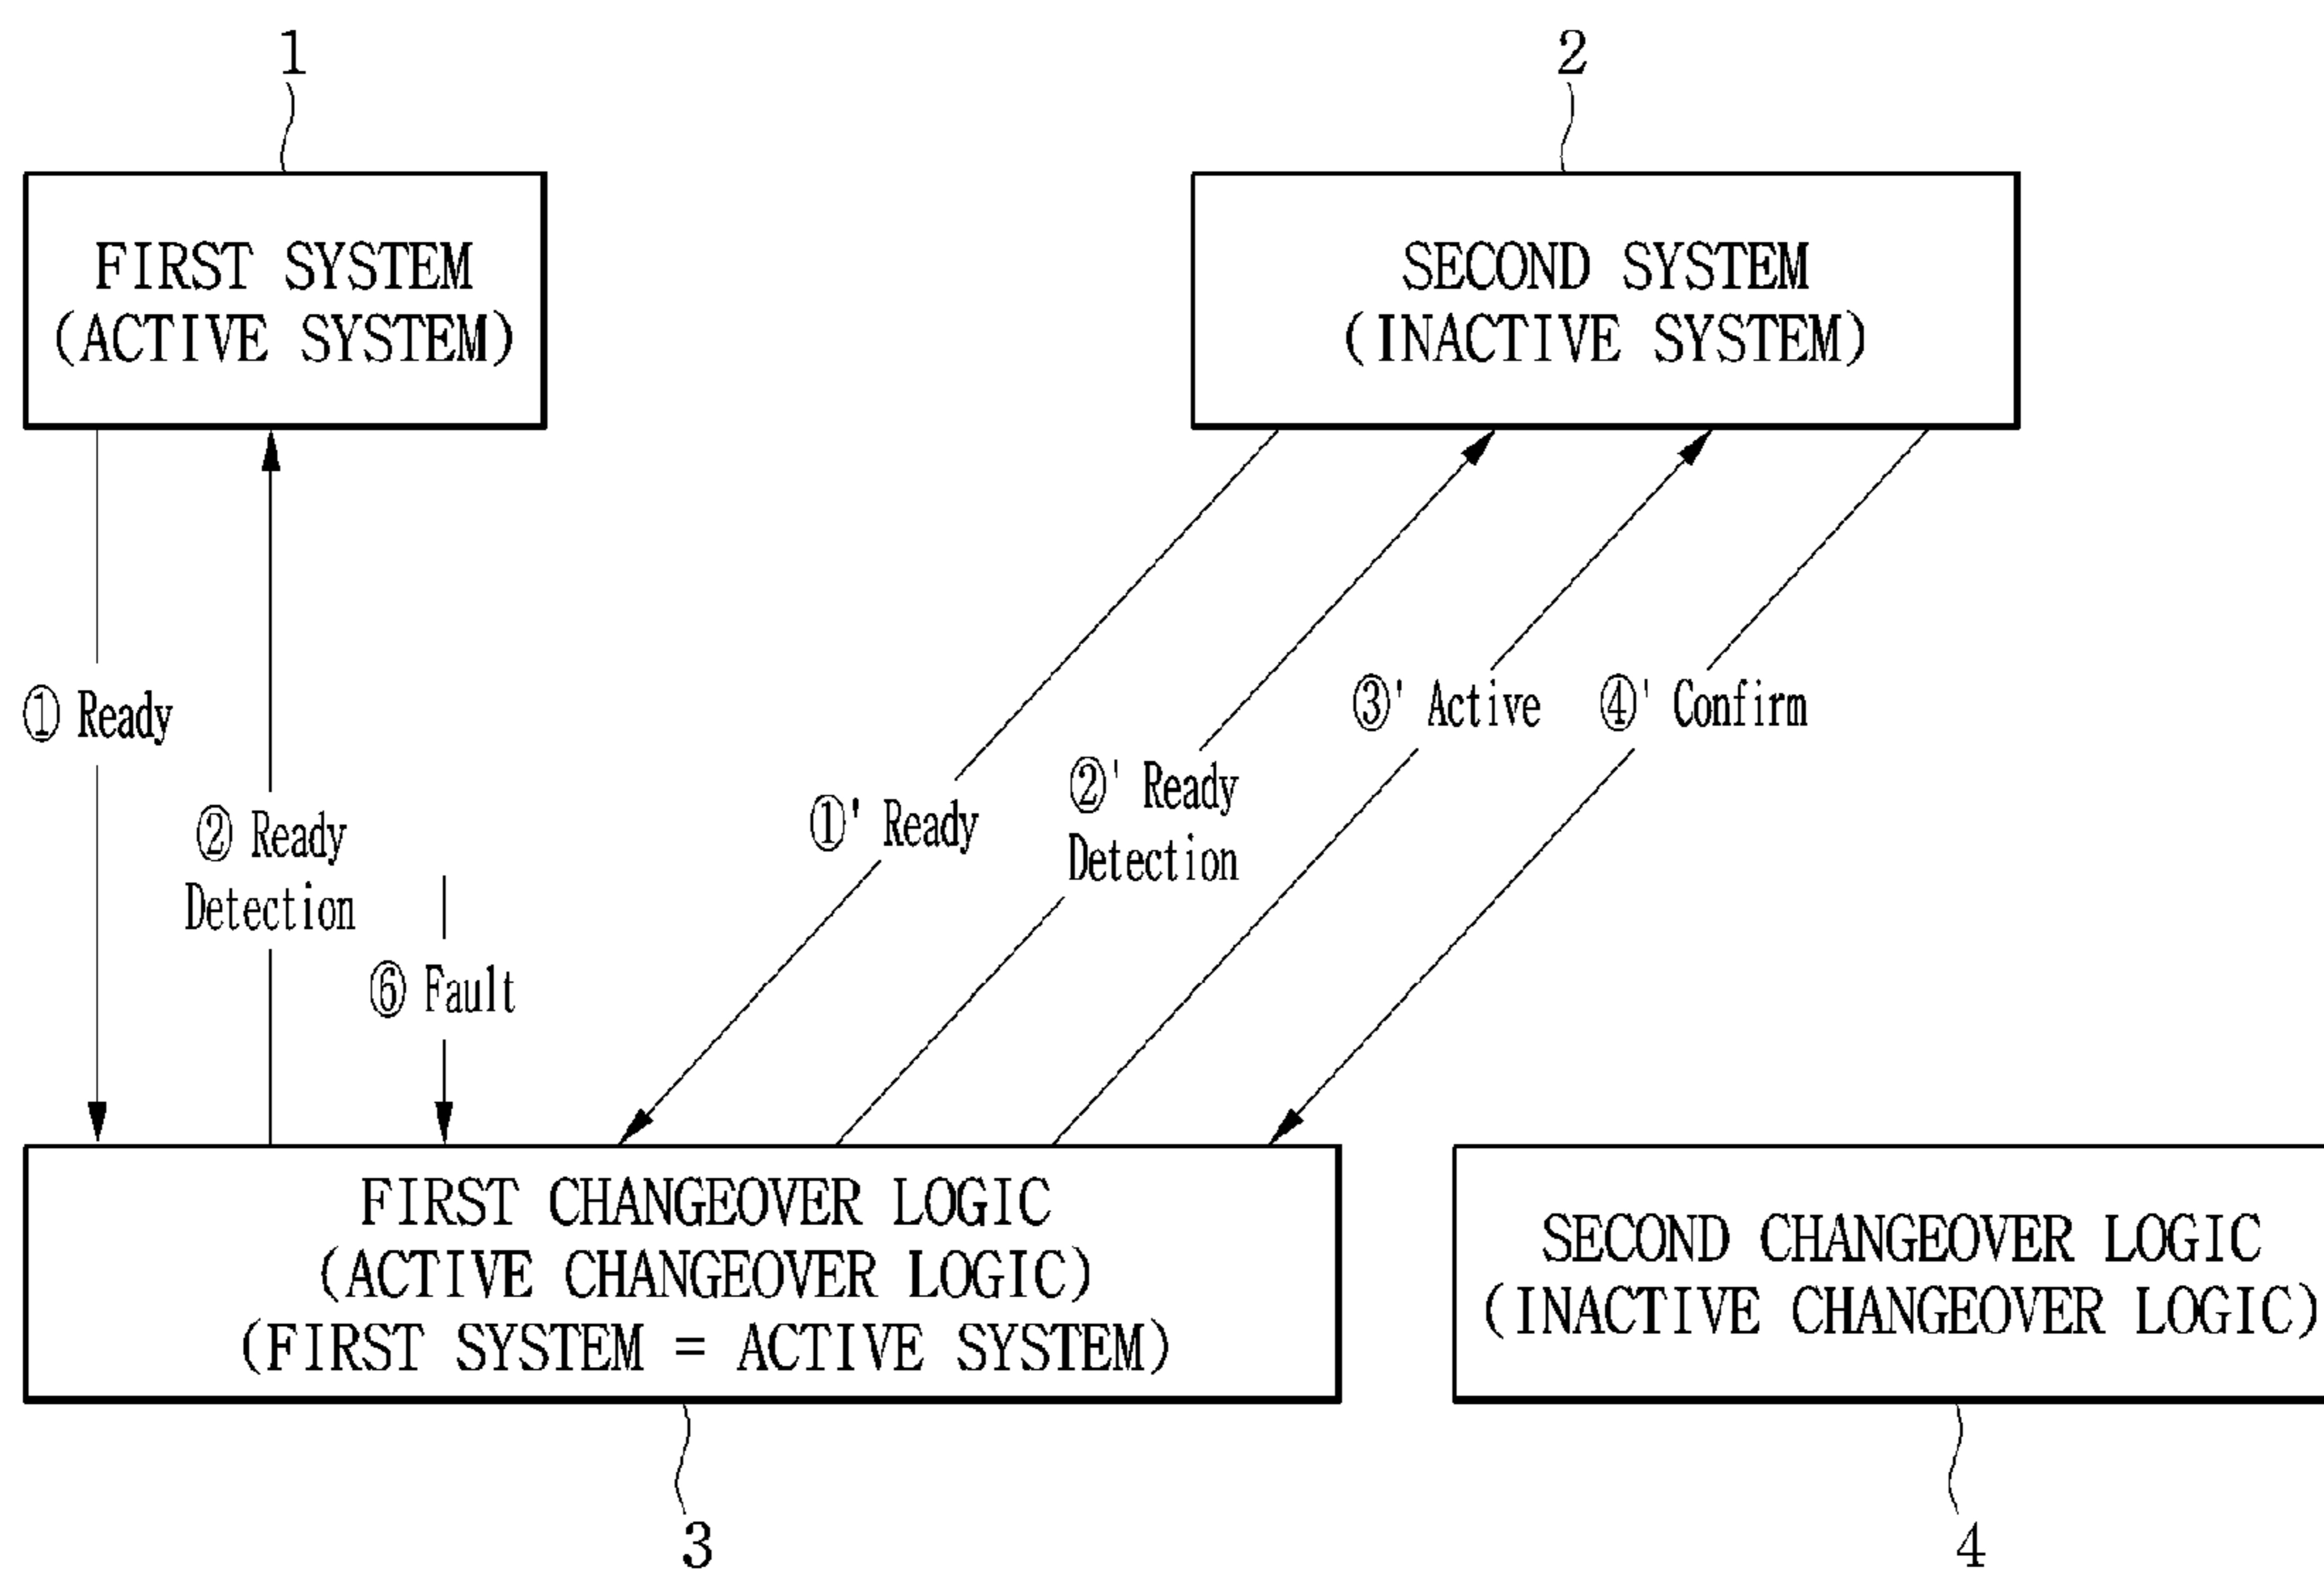 1
2
FIRST SYSTEM
(ACTIVE SYSTEM)
SECOND SYSTEM
(INACTIVE SYSTEM)
① Ready
② Ready
Detection
⑥ Fault
①' Ready
②' Ready
Detection
③' Active
④' Confirm
FIRST CHANGEOVER LOGIC
(ACTIVE CHANGEOVER LOGIC)
(FIRST SYSTEM = ACTIVE SYSTEM)
SECOND CHANGEOVER LOGIC
(INACTIVE CHANGEOVER LOGIC)
3
4